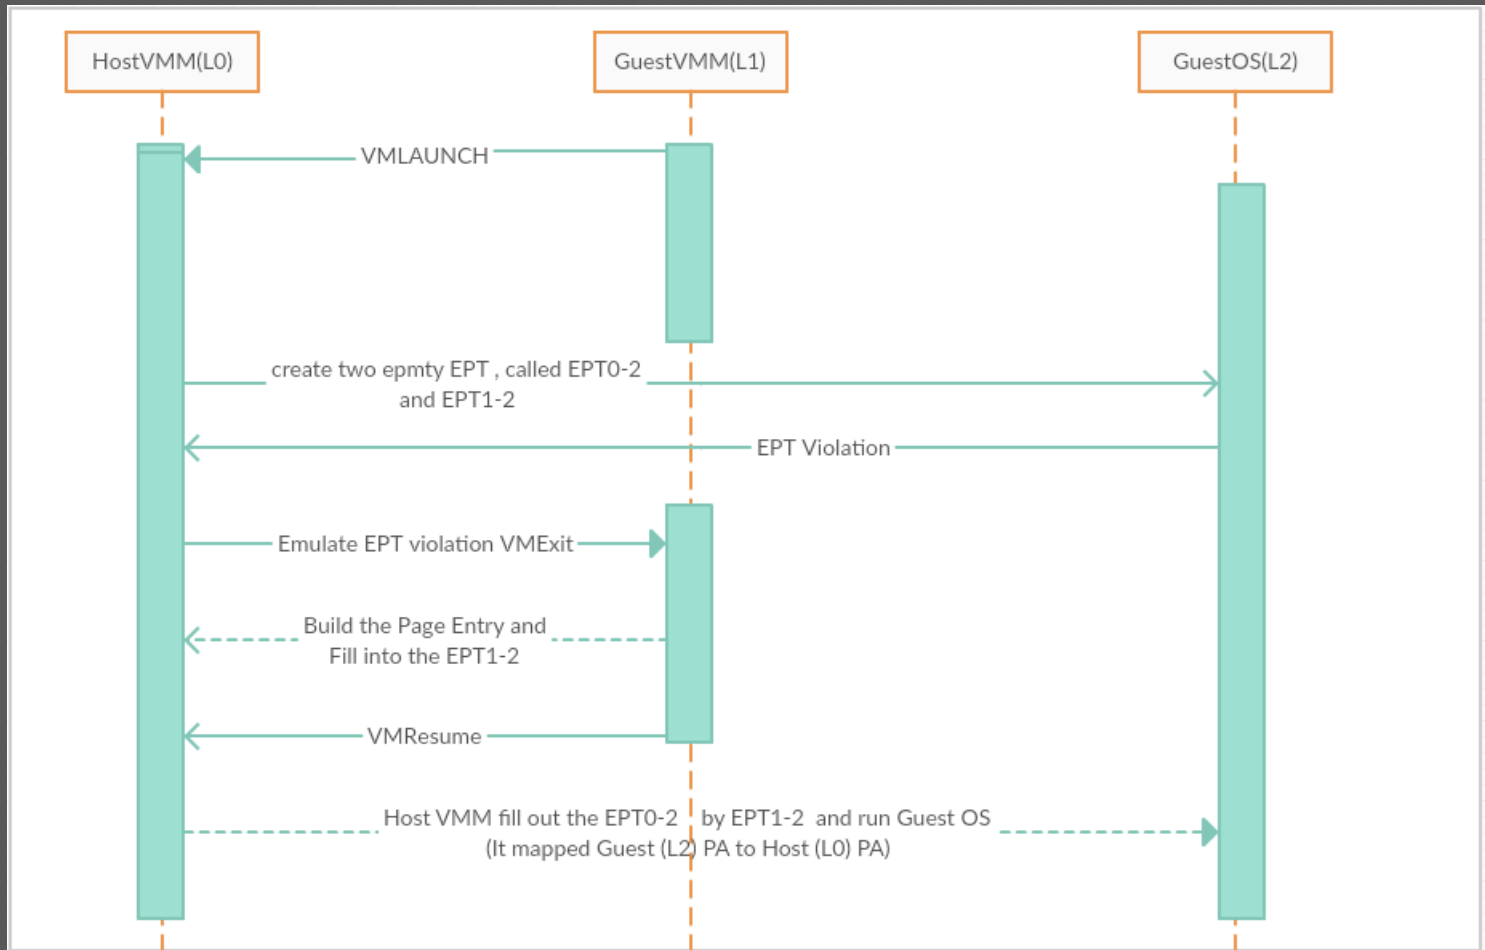 HostVMM(L0)
GuestVMM(L1)
GuestOS(L2)
VMLAUNCH
create two epmty EPT , called EPT0-2
and EPT1-2
EPT Violation
Emulate EPT violation VMExit
Build the Page Entry and
Fill into the EPT1-2
VMResume
Host VMM fill out the EPT0-2 by EPT1-2 and run Guest OS
(It mapped Guest (L2) PA to Host (L0) PA)